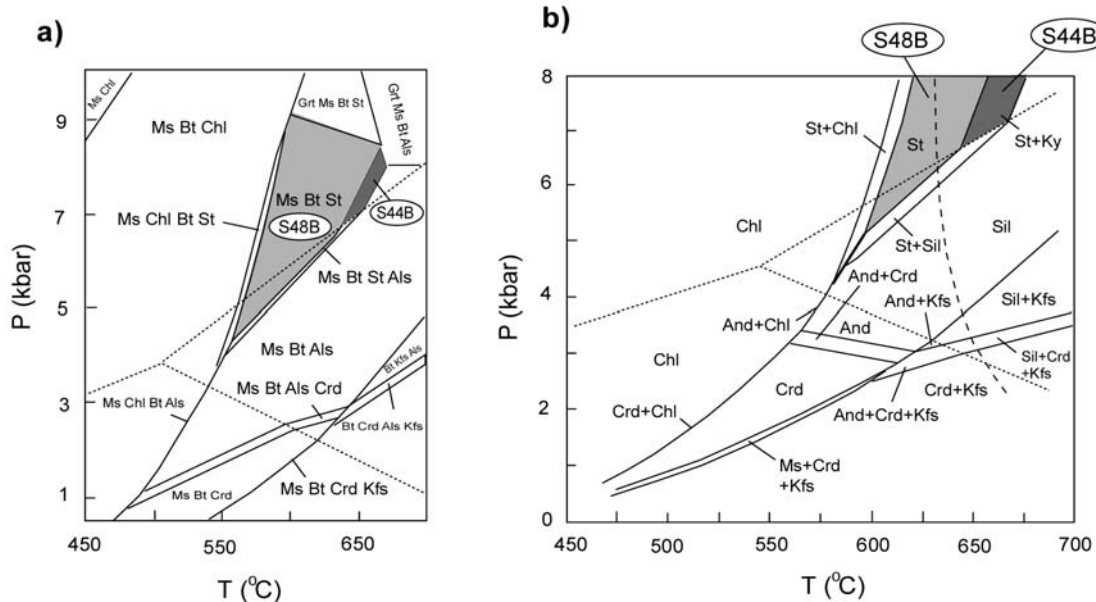 a)
Ms Chl
Ms Bt Chl
Grt Ms Bt St
Grt Ms Bt Als
Ms Bt St
S48B
S44B
Ms Chl Bt St
Ms Bt St Als
Ms Bt Als
Bt Kfs Als
Ms Bt Als Crd
Ms Chl Bt Als
Bt Crd Als Kfs
Ms Bt Crd
Ms Bt Crd Kfs
P (kbar)
9
7
5
3
1
450
550
650
T (°C)
b)
S48B
S44B
St+Chl
St
St+Ky
Chl
St+Sil
Sil
And+Crd
And+Kfs
Sil+Kfs
And+Chl
And
Sil+Crd
+Kfs
Chl
Crd
Crd+Kfs
Crd+Chl
And+Crd+Kfs
Ms+Crd
+Kfs
P (kbar)
8
6
4
2
0
450
500
550
600
650
700
T (°C)